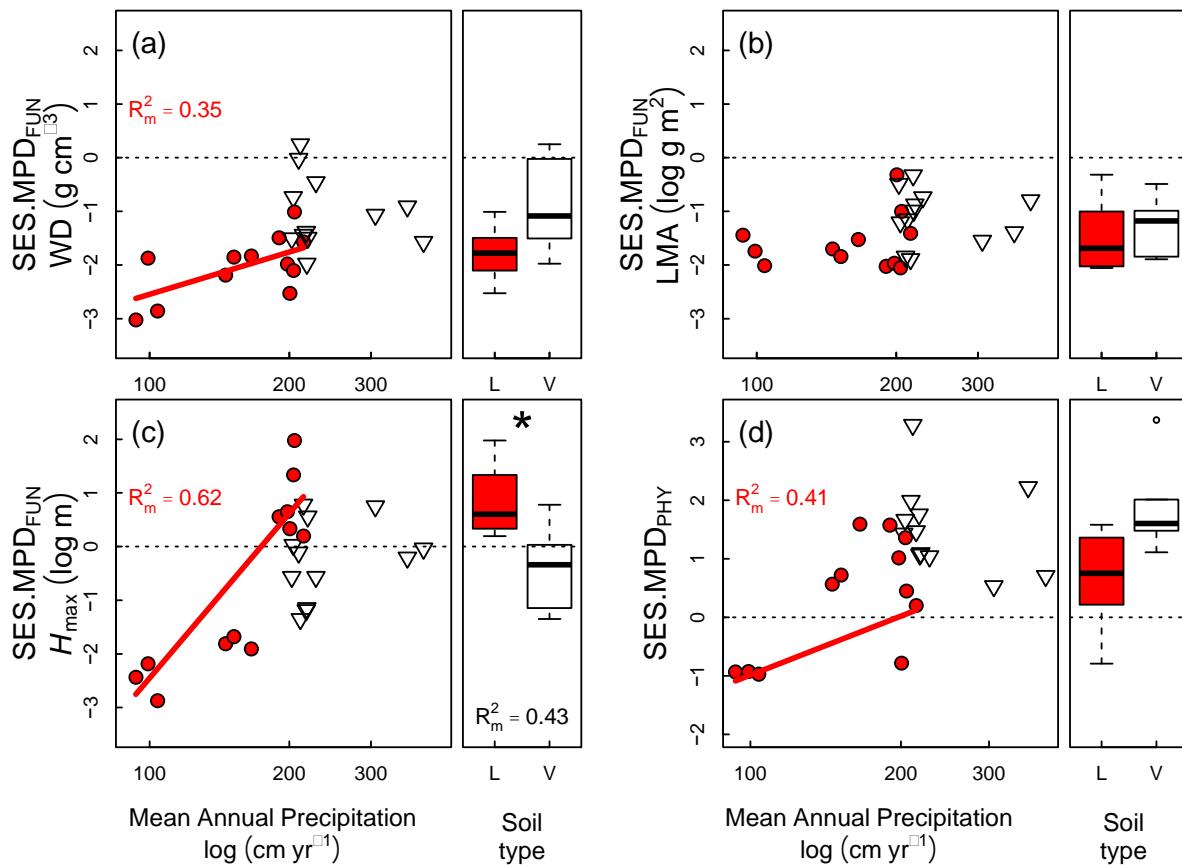 (a)
R²m = 0.35
SES.MPD_FUN
WD (g cm□3)
2
1
0
−1
−2
−3
100
200
300
L
V
(b)
SES.MPD_FUN
LMA (log g m²)
2
1
0
−1
−2
−3
100
200
300
L
V
(c)
R²m = 0.62
SES.MPD_FUN
Hmax (log m)
2
1
0
−1
−2
−3
*
R²m = 0.43
100
200
300
L
V
Mean Annual Precipitation
log (cm yr□1)
Soil
type
(d)
R²m = 0.41
SES.MPD_PHY
3
2
1
0
−1
−2
100
200
300
L
V
Mean Annual Precipitation
log (cm yr□1)
Soil
type